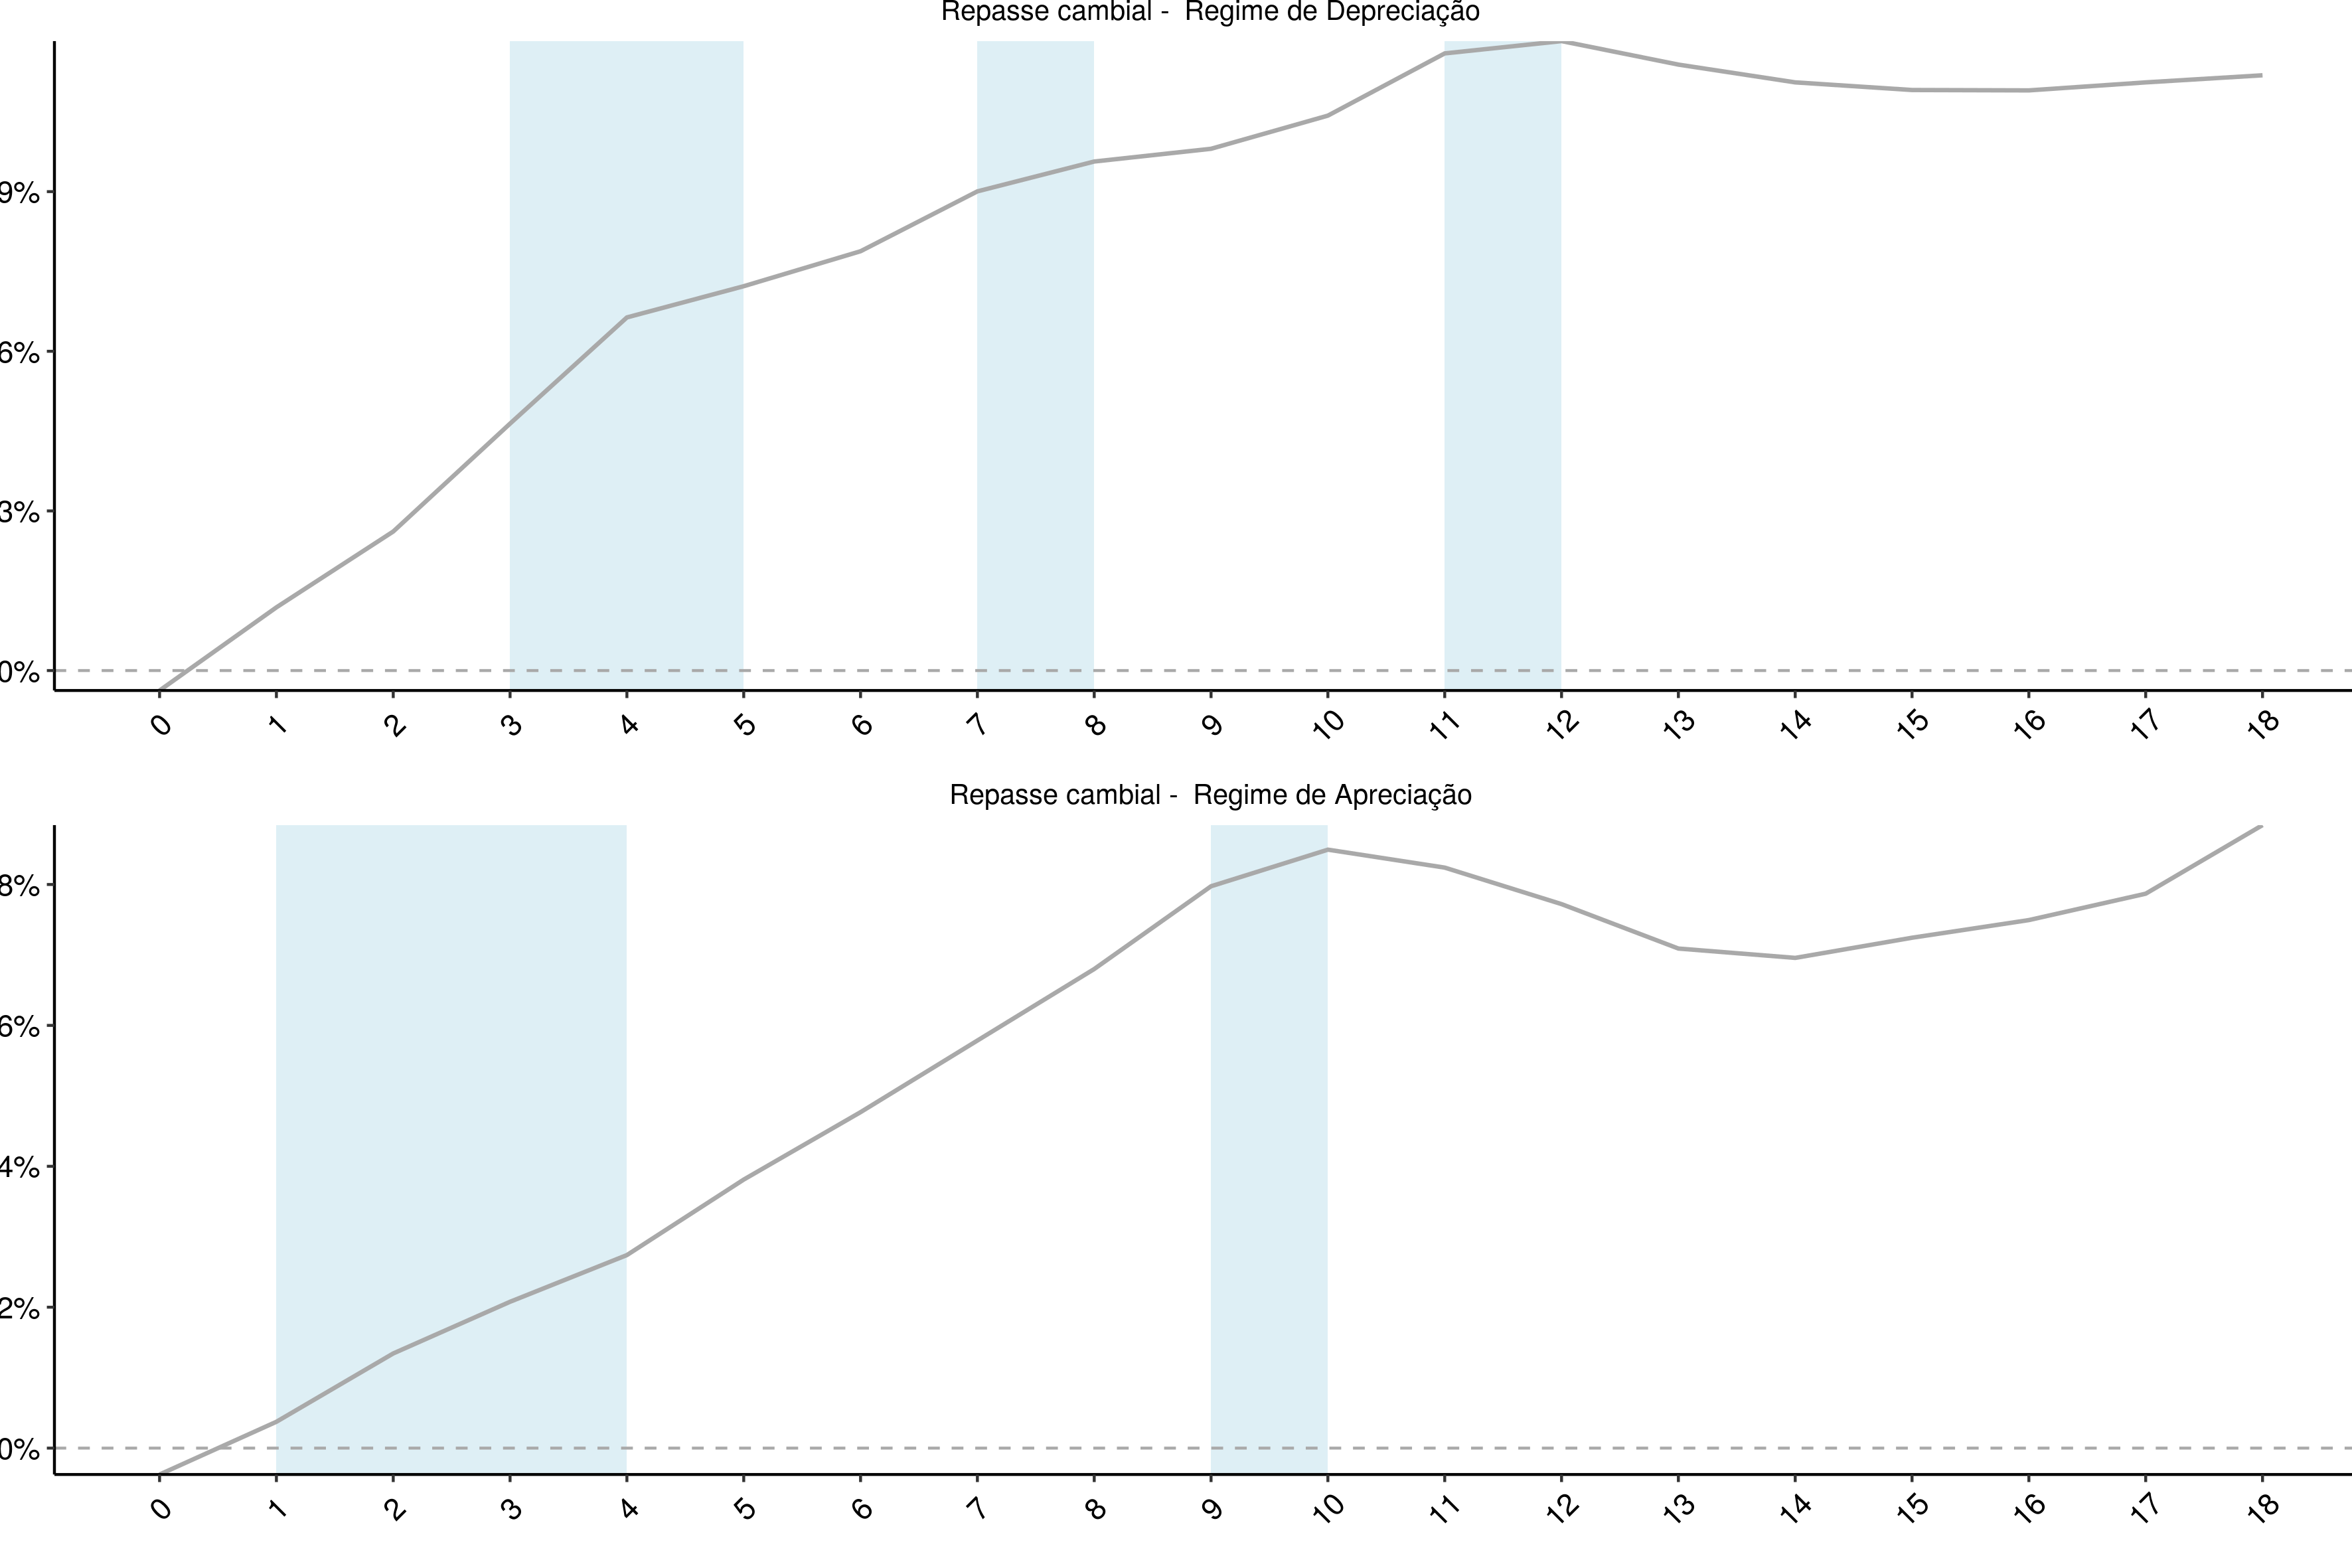 Repasse cambial -  Regime de Depreciação
9%
6%
3%
0%
0 1 2 3 4 5 6 7 8 9 10 11 12 13 14 15 16 17 18
Repasse cambial -  Regime de Apreciação
8%
6%
4%
2%
0%
0 1 2 3 4 5 6 7 8 9 10 11 12 13 14 15 16 17 18